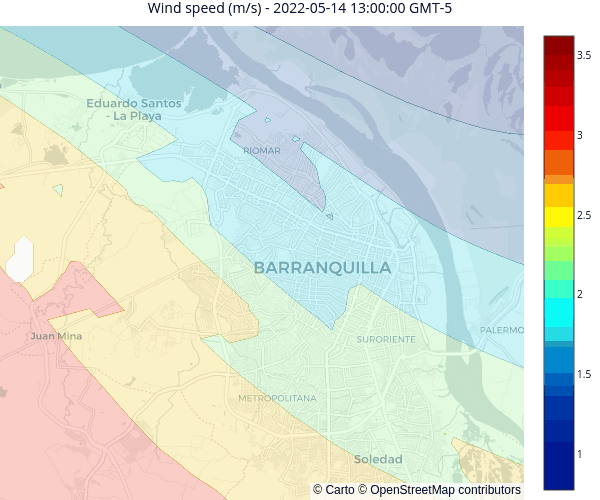 Wind speed (m/s) - 2022-05-14 13:00:00 GMT-5
Eduardo Santos
- La Playa
RIOMAR
BARRANQUILLA
Juan Mina
SURORIENTE
PALERMO
METROPOLITANA
Soledad
© Carto © OpenStreetMap contributors
3.5
3
2.5
2
1.5
1